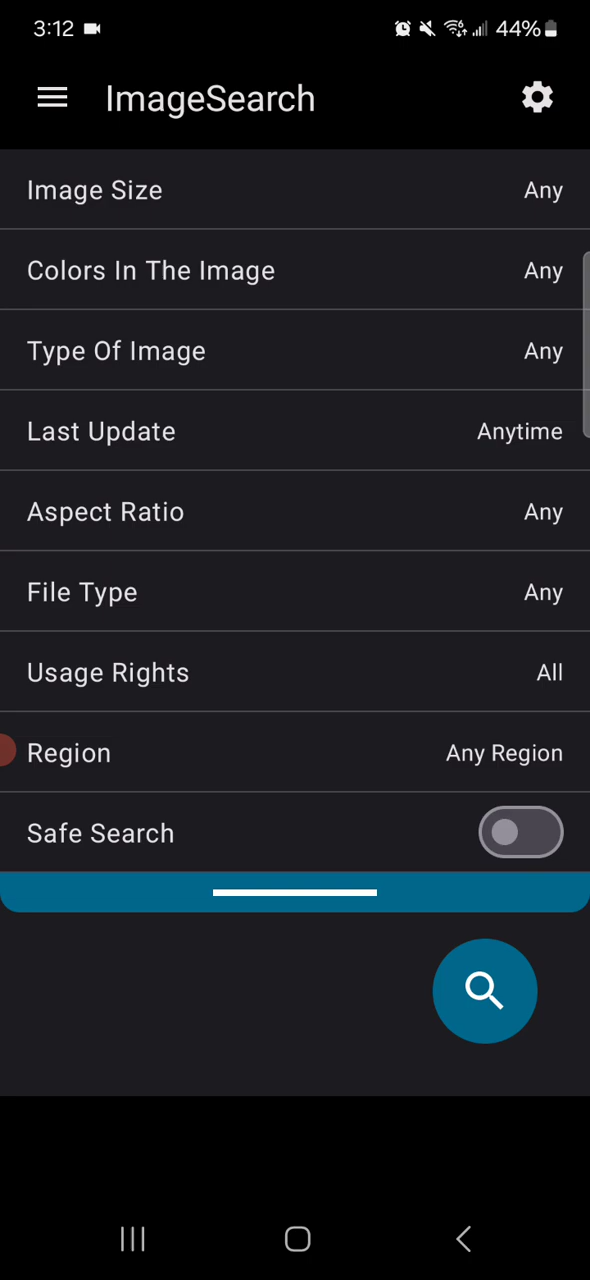 3:12 44%
ImageSearch
Image Size Any
Colors In The Image Any
Type Of Image Any
Last Update Anytime
Aspect Ratio Any
File Type Any
Usage Rights All
Region Any Region
Safe Search